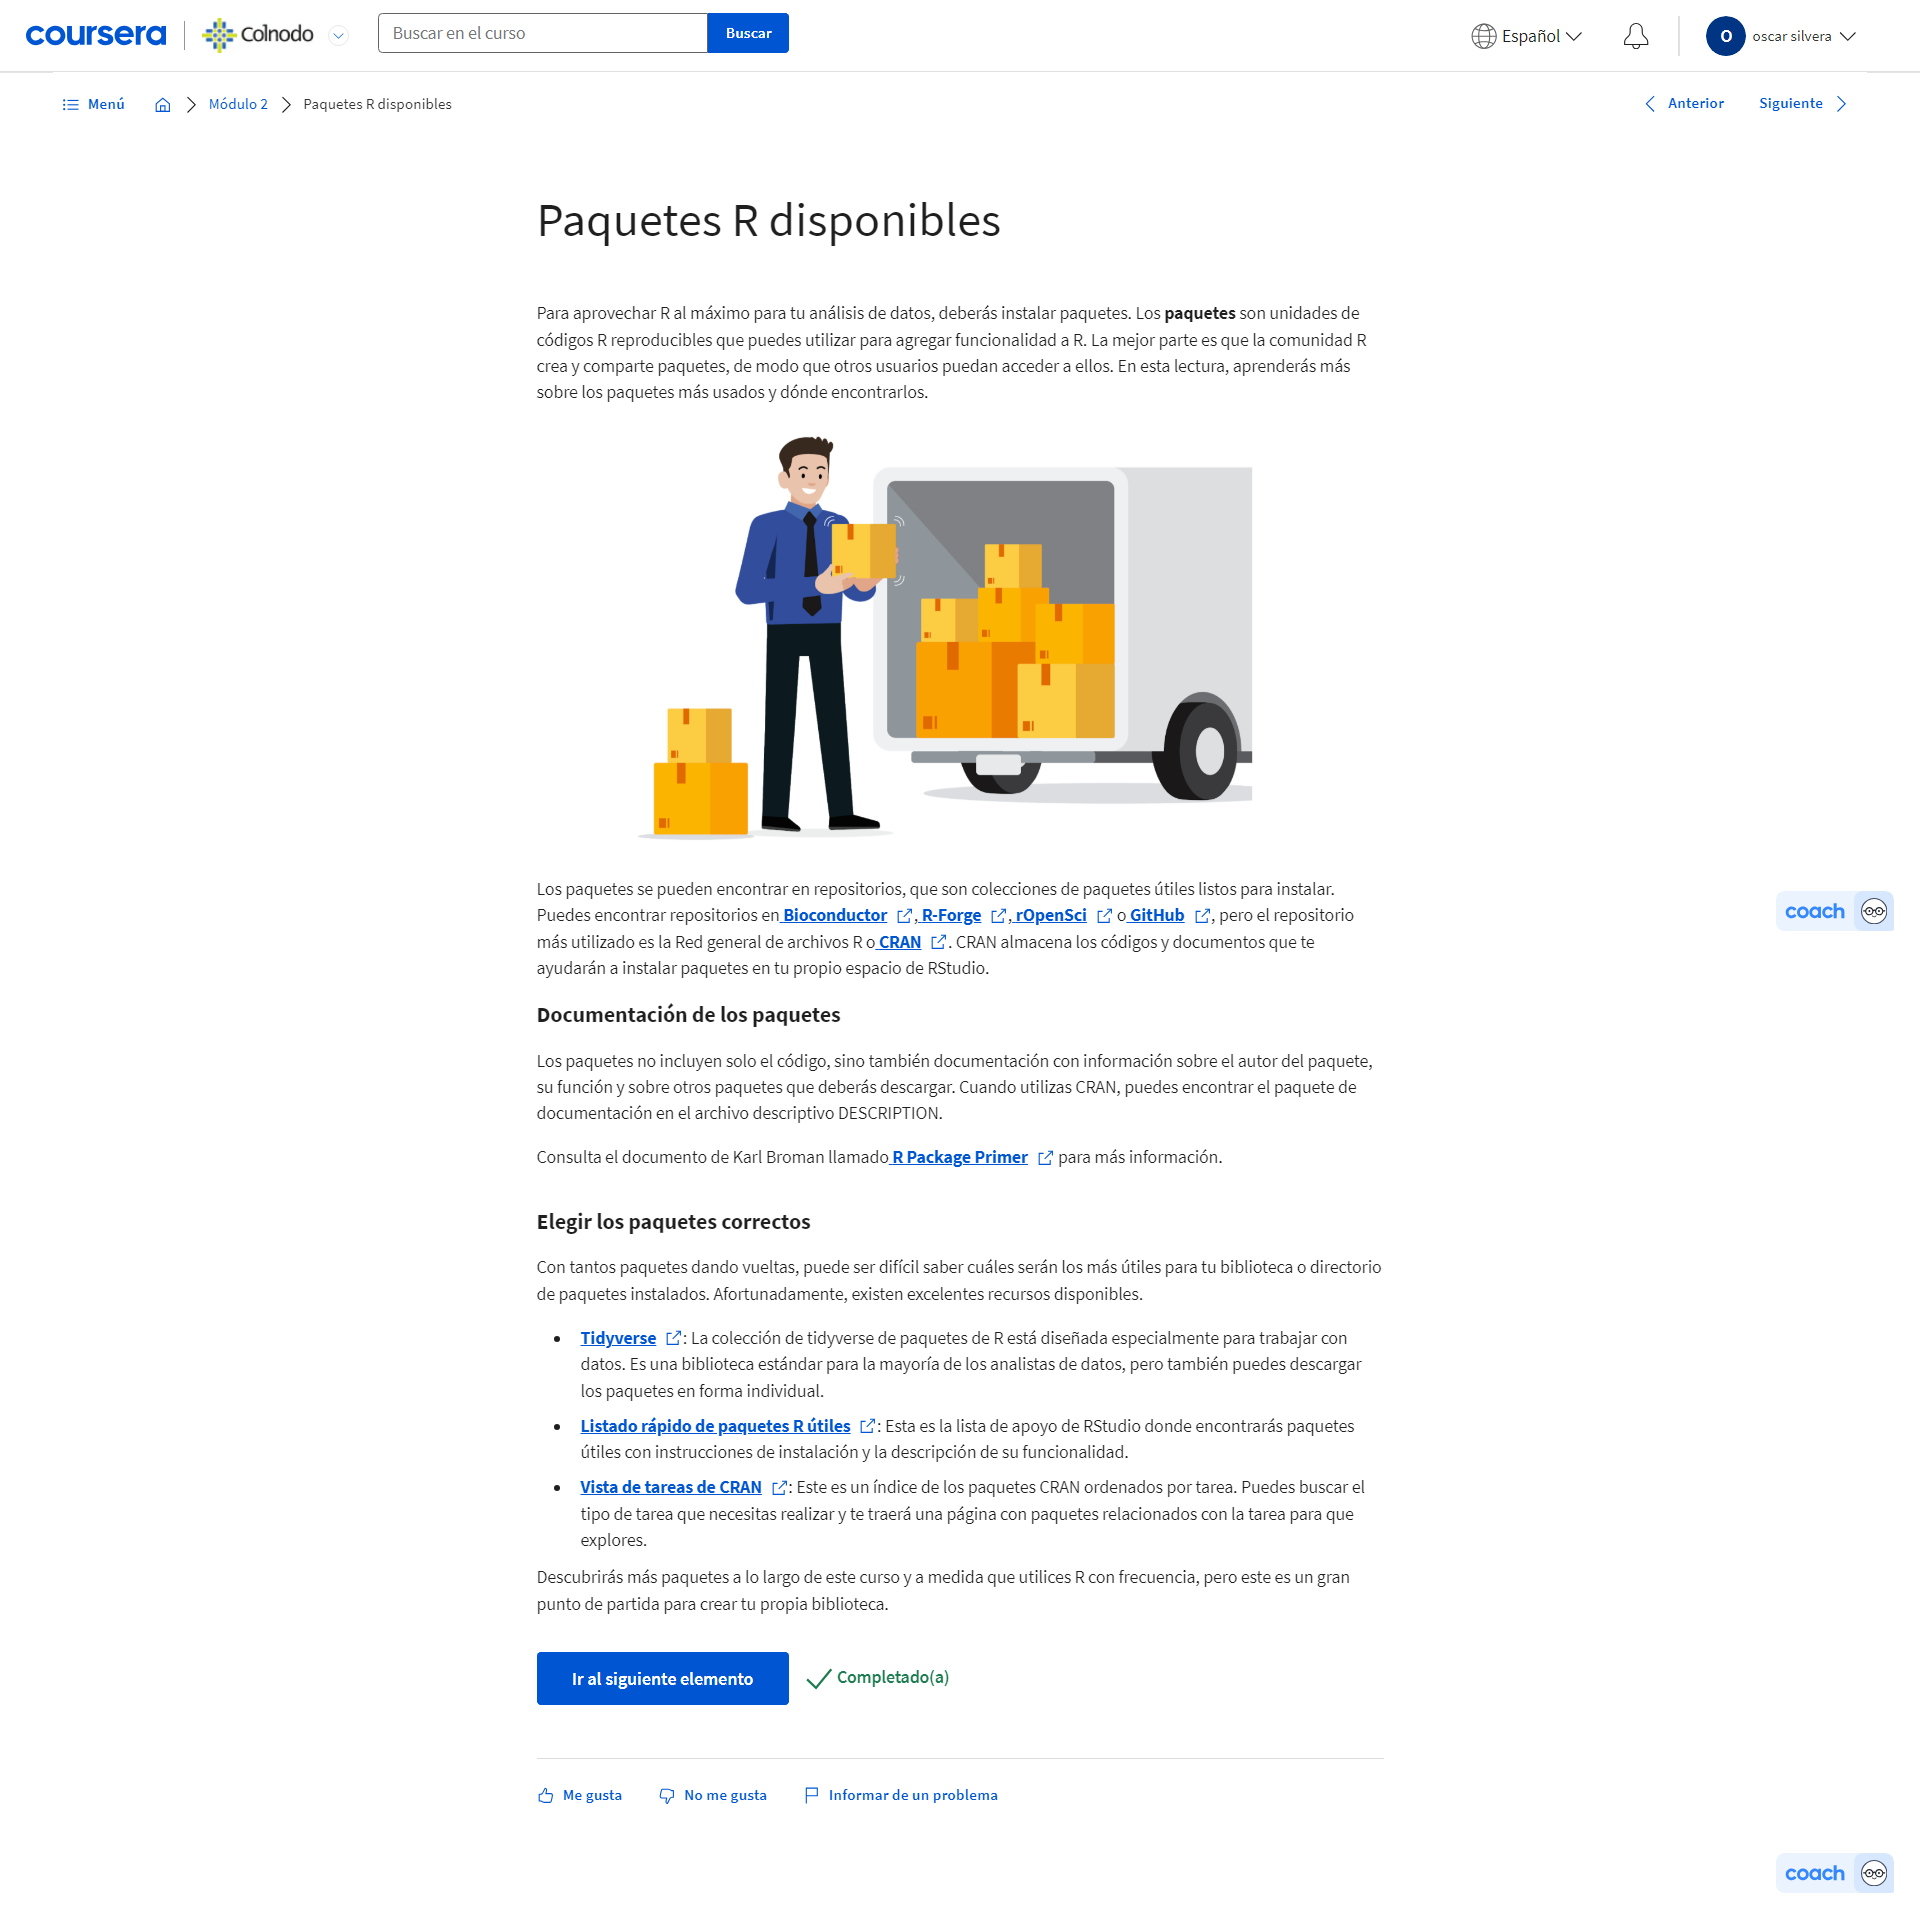 coursera
Colnodo
Buscar en el curso
Buscar
Español
O
oscar silvera
Menú
Módulo 2
Paquetes R disponibles
Anterior
Siguiente
Paquetes R disponibles
Para aprovechar R al máximo para tu análisis de datos, deberás instalar paquetes. Los paquetes son unidades de
códigos R reproducibles que puedes utilizar para agregar funcionalidad a R. La mejor parte es que la comunidad R
crea y comparte paquetes, de modo que otros usuarios puedan acceder a ellos. En esta lectura, aprenderás más
sobre los paquetes más usados y dónde encontrarlos.
Los paquetes se pueden encontrar en repositorios, que son colecciones de paquetes útiles listos para instalar.
Puedes encontrar repositorios en Bioconductor , R-Forge , rOpenSci o GitHub , pero el repositorio
más utilizado es la Red general de archivos R o CRAN . CRAN almacena los códigos y documentos que te
ayudarán a instalar paquetes en tu propio espacio de RStudio.
coach
Documentación de los paquetes
Los paquetes no incluyen solo el código, sino también documentación con información sobre el autor del paquete,
su función y sobre otros paquetes que deberás descargar. Cuando utilizas CRAN, puedes encontrar el paquete de
documentación en el archivo descriptivo DESCRIPTION.
Consulta el documento de Karl Broman llamado R Package Primer para más información.
Elegir los paquetes correctos
Con tantos paquetes dando vueltas, puede ser difícil saber cuáles serán los más útiles para tu biblioteca o directorio
de paquetes instalados. Afortunadamente, existen excelentes recursos disponibles.
• Tidyverse : La colección de tidyverse de paquetes de R está diseñada especialmente para trabajar con
datos. Es una biblioteca estándar para la mayoría de los analistas de datos, pero también puedes descargar
los paquetes en forma individual.
• Listado rápido de paquetes R útiles : Esta es la lista de apoyo de RStudio donde encontrarás paquetes
útiles con instrucciones de instalación y la descripción de su funcionalidad.
• Vista de tareas de CRAN : Este es un índice de los paquetes CRAN ordenados por tarea. Puedes buscar el
tipo de tarea que necesitas realizar y te traerá una página con paquetes relacionados con la tarea para que
explores.
Descubrirás más paquetes a lo largo de este curso y a medida que utilices R con frecuencia, pero este es un gran
punto de partida para crear tu propia biblioteca.
Ir al siguiente elemento
Completado(a)
Me gusta
No me gusta
Informar de un problema
coach